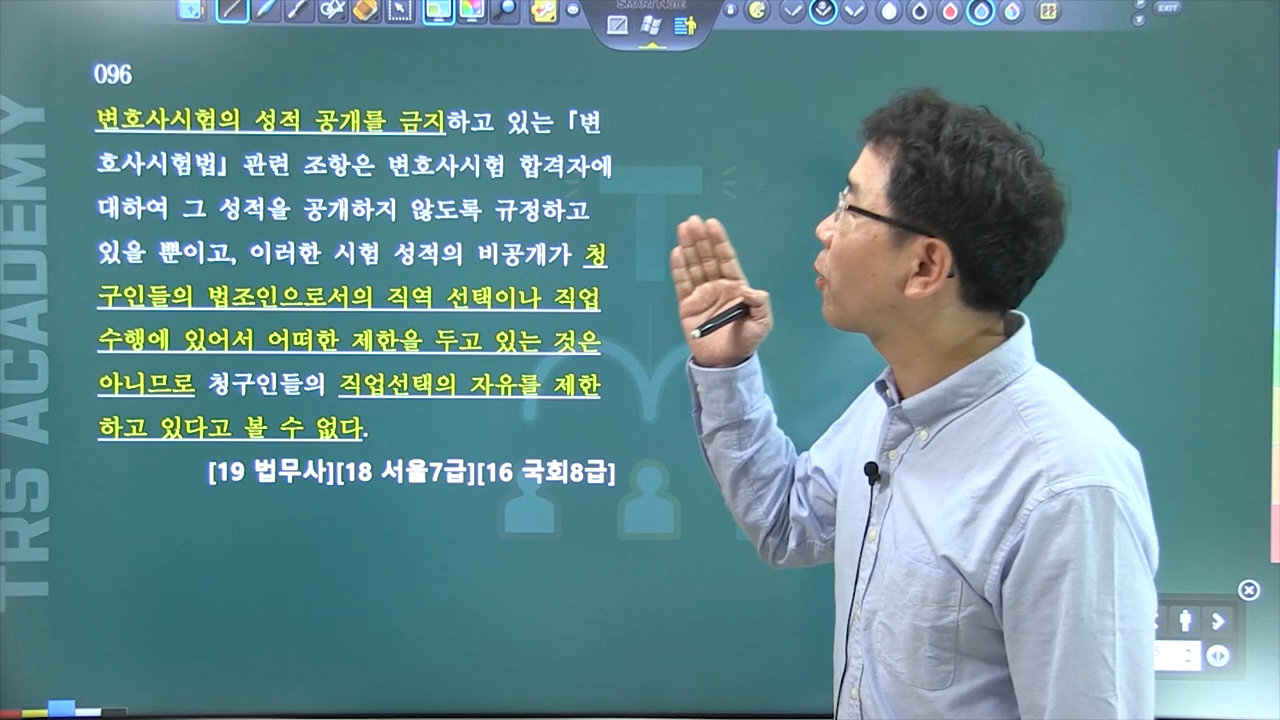 SMART NOTE
EXIT
096
변호사시험의 성적 공개를 금지하고 있는 「변
호사시험법」 관련 조항은 변호사시험 합격자에
대하여 그 성적을 공개하지 않도록 규정하고
있을 뿐이고, 이러한 시험 성적의 비공개가 청
구인들의 법조인으로서의 직역 선택이나 직업
수행에 있어서 어떠한 제한을 두고 있는 것은
아니므로 청구인들의 직업선택의 자유를 제한
하고 있다고 볼 수 없다.
[19 법무사][18 서울7급][16 국회8급]
TRS ACADEMY